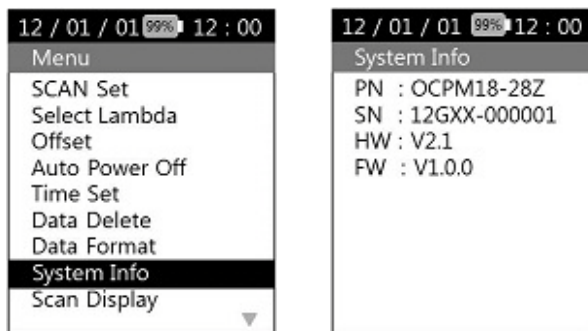 12 / 01 / 01 99% 12 : 00
Menu
SCAN Set
Select Lambda
Offset
Auto Power Off
Time Set
Data Delete
Data Format
System Info
Scan Display
12 / 01 / 01 99% 12 : 00
System Info
PN : OCPM18-28Z
SN : 12GXX-000001
HW : V2.1
FW : V1.0.0